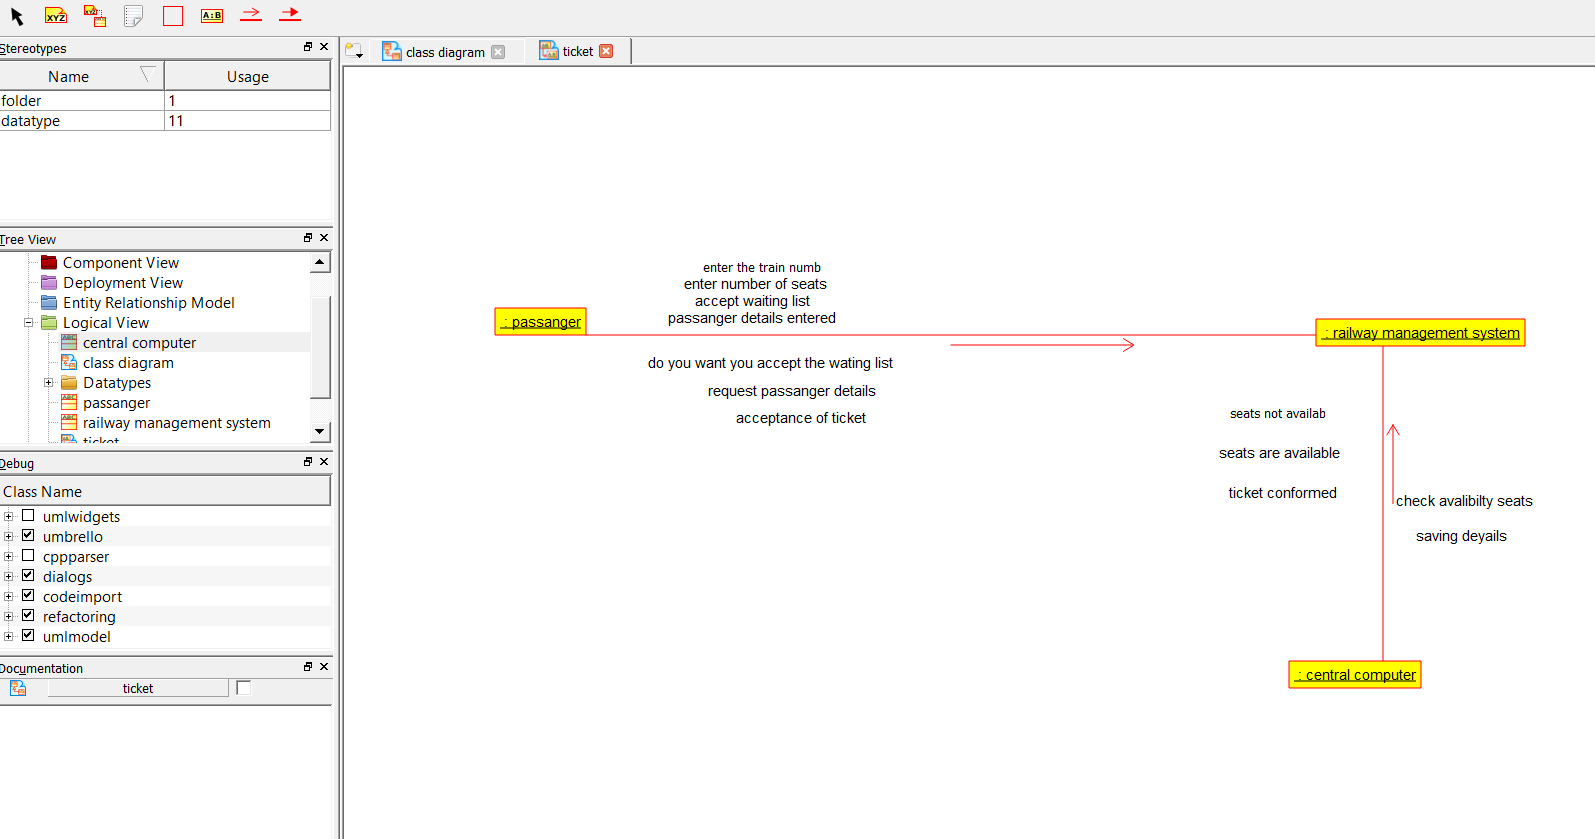 XYZ
XYZ
A:B
Stereotypes
Name Usage
folder 1
datatype 11
Tree View
Component View
Deployment View
Entity Relationship Model
Logical View
central computer
class diagram
Datatypes
passanger
railway management system
ticket
Debug
Class Name
umlwidgets
umbrello
cppparser
dialogs
codeimport
refactoring
umlmodel
Documentation
ticket
class diagram
ticket
enter the train numb
enter number of seats
accept waiting list
passanger details entered
: passanger
: railway management system
do you want you accept the wating list
request passanger details
acceptance of ticket
seats not availab
seats are available
ticket conformed
check avalibilty seats
saving deyails
: central computer